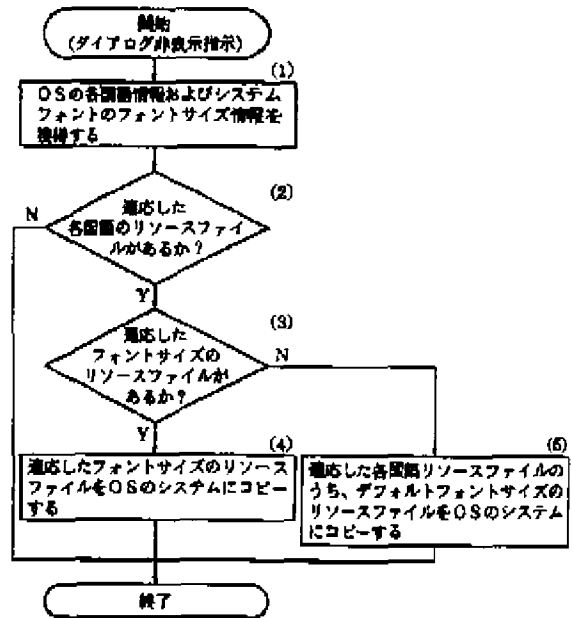 開始
(ダイアログ非表示指示)
(1)
OSの各国語情報およびシステム
フォントのフォントサイズ情報を
獲得する
(2)
N
適応した
各国語のリソースファイ
ルがあるか?
Y
(3)
適応した
フォントサイズの
リソースファイルが
あるか?
N
Y
(4)
適応したフォントサイズのリソース
ファイルをOSのシステムにコピー
する
(5)
適応した各国語リソースファイルの
うち、デフォルトフォントサイズの
リソースファイルをOSのシステム
にコピーする
終了